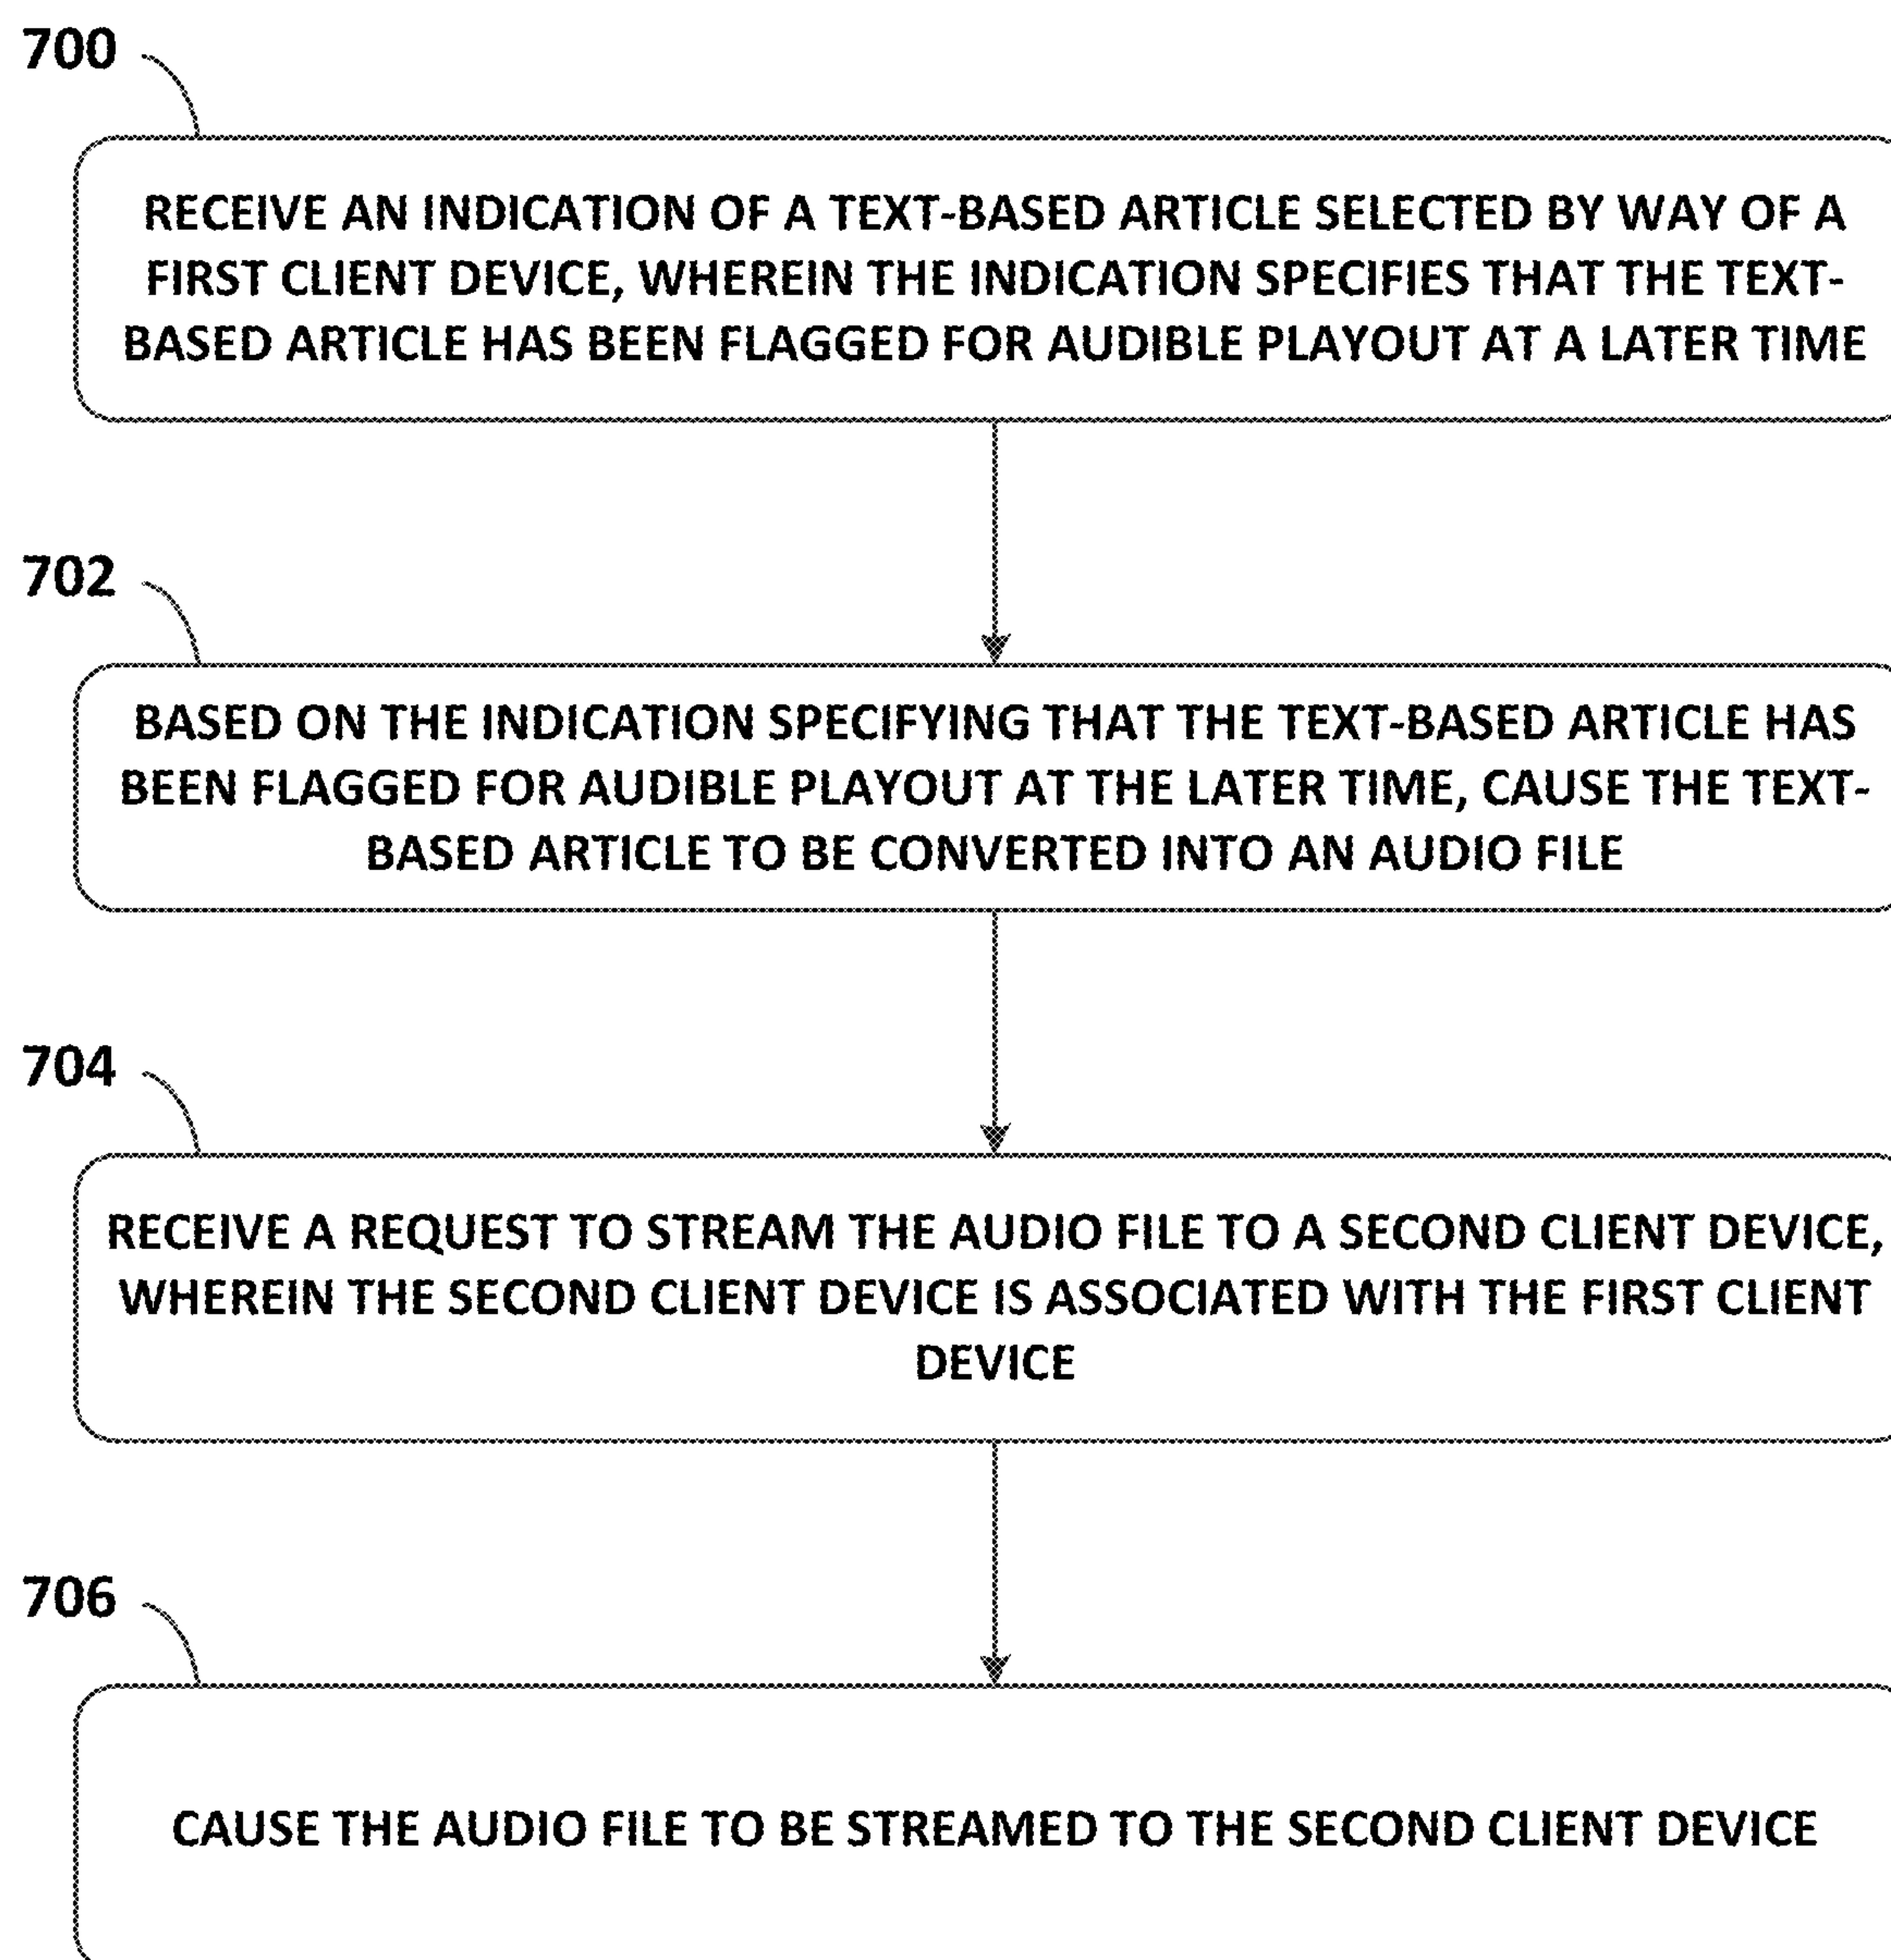 700
RECEIVE AN INDICATION OF A TEXT-BASED ARTICLE SELECTED BY WAY OF A
FIRST CLIENT DEVICE, WHEREIN THE INDICATION SPECIFIES THAT THE TEXT-
BASED ARTICLE HAS BEEN FLAGGED FOR AUDIBLE PLAYOUT AT A LATER TIME
702
BASED ON THE INDICATION SPECIFYING THAT THE TEXT-BASED ARTICLE HAS
BEEN FLAGGED FOR AUDIBLE PLAYOUT AT THE LATER TIME, CAUSE THE TEXT-
BASED ARTICLE TO BE CONVERTED INTO AN AUDIO FILE
704
RECEIVE A REQUEST TO STREAM THE AUDIO FILE TO A SECOND CLIENT DEVICE,
WHEREIN THE SECOND CLIENT DEVICE IS ASSOCIATED WITH THE FIRST CLIENT
DEVICE
706
CAUSE THE AUDIO FILE TO BE STREAMED TO THE SECOND CLIENT DEVICE